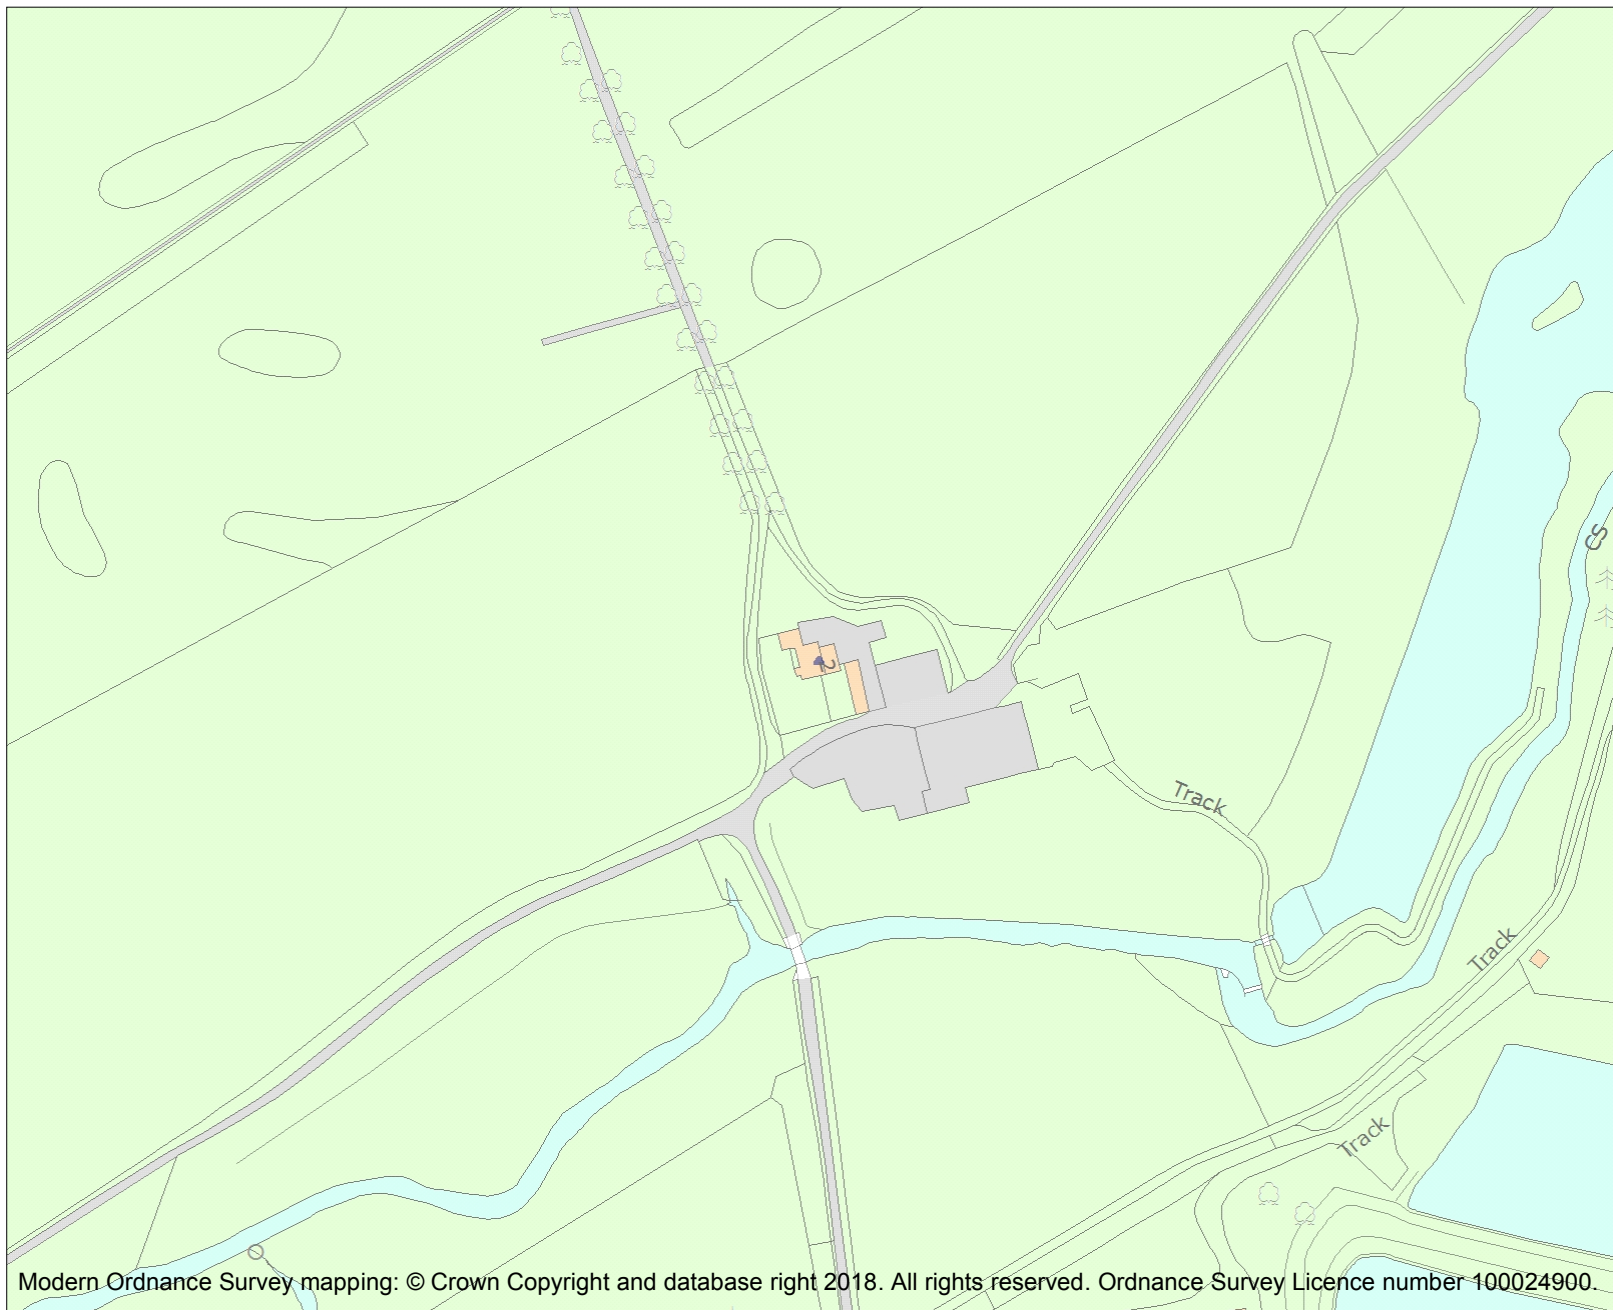 CS
2
Track
Track
Track
Modern Ordnance Survey mapping: © Crown Copyright and database right 2018. All rights reserved. Ordnance Survey Licence number 100024900.